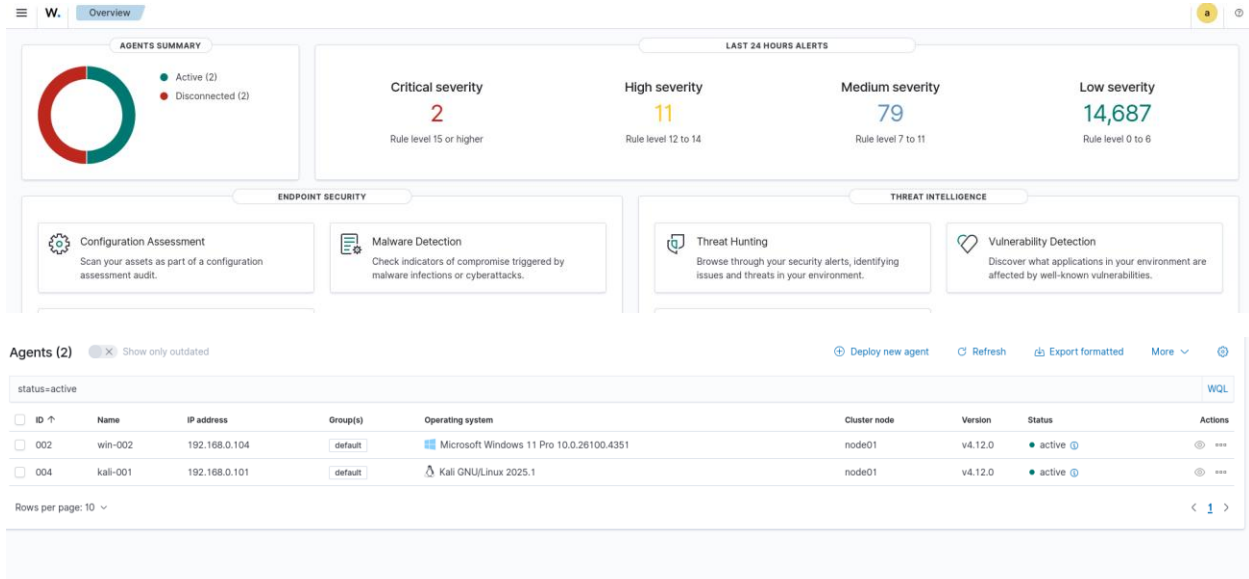 W. Overview a
AGENTS SUMMARY
Active (2)
Disconnected (2)
LAST 24 HOURS ALERTS
Critical severity
2
Rule level 15 or higher
High severity
11
Rule level 12 to 14
Medium severity
79
Rule level 7 to 11
Low severity
14,687
Rule level 0 to 6
ENDPOINT SECURITY
Configuration Assessment
Scan your assets as part of a configuration
assessment audit.
Malware Detection
Check indicators of compromise triggered by
malware infections or cyberattacks.
THREAT INTELLIGENCE
Threat Hunting
Browse through your security alerts, identifying
issues and threats in your environment.
Vulnerability Detection
Discover what applications in your environment are
affected by well-known vulnerabilities.
Agents (2) Show only outdated Deploy new agent Refresh Export formatted More
status=active WQL
ID Name IP address Group(s) Operating system Cluster node Version Status Actions
002 win-002 192.168.0.104 default Microsoft Windows 11 Pro 10.0.26100.4351 node01 v4.12.0 active
004 kali-001 192.168.0.101 default Kali GNU/Linux 2025.1 node01 v4.12.0 active
Rows per page: 10 < 1 >